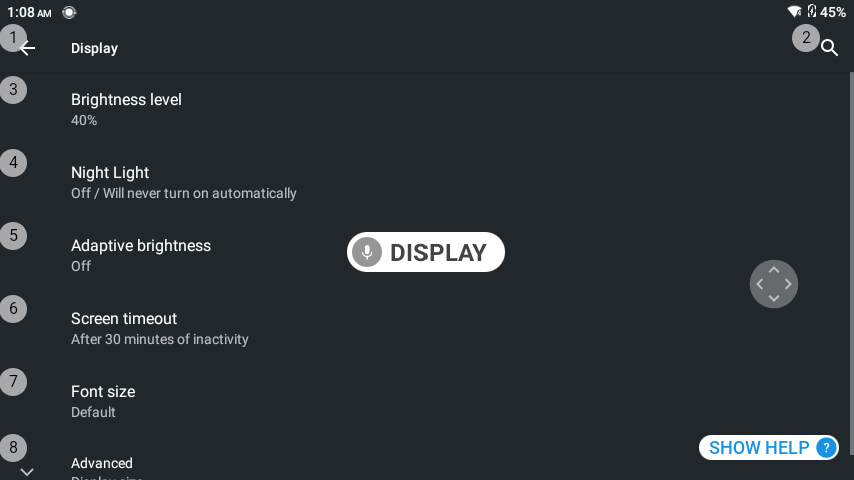 1:08 AM 45%
1 Display 2
3 Brightness level
40%
4 Night Light
Off / Will never turn on automatically
5 Adaptive brightness
Off
DISPLAY
6 Screen timeout
After 30 minutes of inactivity
7 Font size
Default
8 Advanced
Display size
SHOW HELP ?